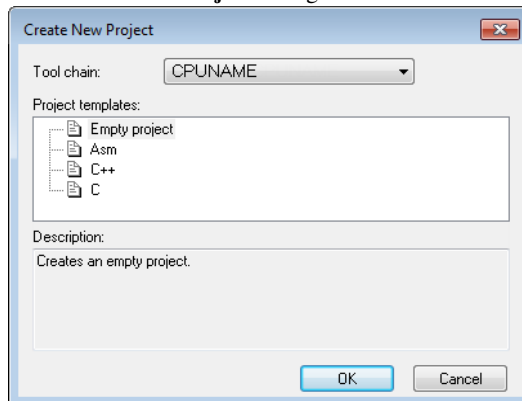 Create New Project
Tool chain: CPUNAME
Project templates:
Empty project
Asm
C++
C
Description:
Creates an empty project.
OK Cancel